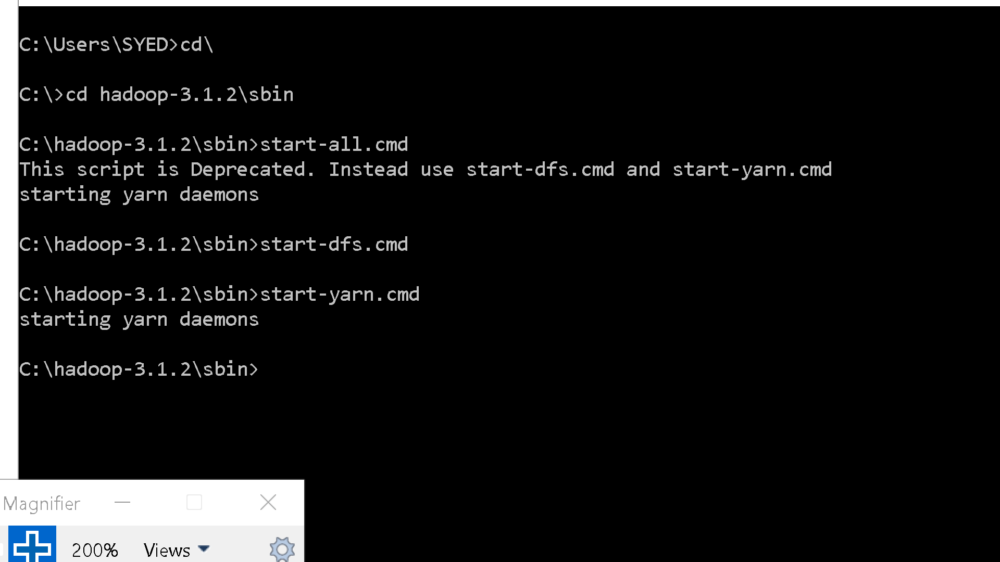 C:\Users\SYED>cd\
C:\>cd hadoop-3.1.2\sbin
C:\hadoop-3.1.2\sbin>start-all.cmd
This script is Deprecated. Instead use start-dfs.cmd and start-yarn.cmd
starting yarn daemons
C:\hadoop-3.1.2\sbin>start-dfs.cmd
C:\hadoop-3.1.2\sbin>start-yarn.cmd
starting yarn daemons
C:\hadoop-3.1.2\sbin>
Magnifier
200% Views